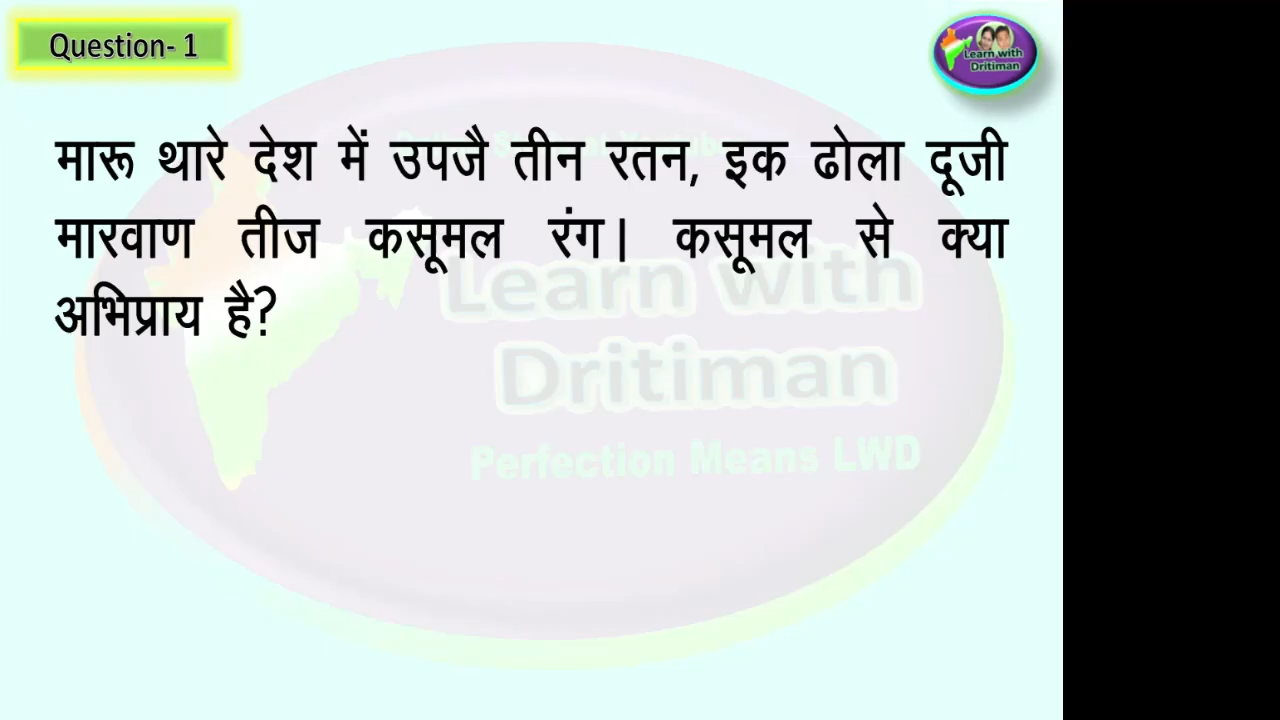 Question- 1
Learn with
Dritiman
मारू थारे देश में उपजै तीन रतन, इक ढोला दूजी
मारवाण तीज कसूमल रंग। कसूमल से क्या
अभिप्राय है?
Learn with
Dritiman
Perfection Means LWD